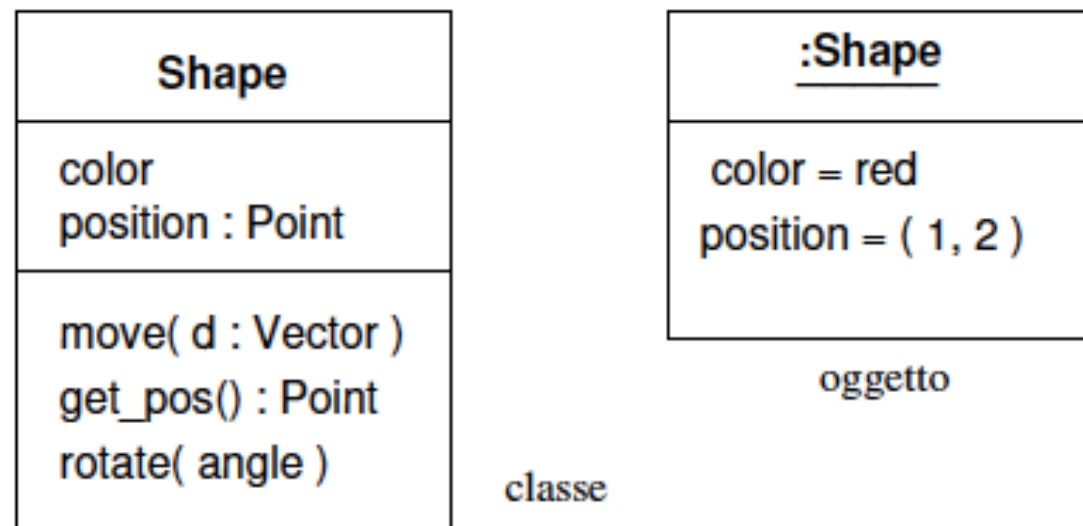 Shape
color
position : Point
move( d : Vector )
get_pos() : Point
rotate( angle )
classe
:Shape
color = red
position = ( 1, 2 )
oggetto